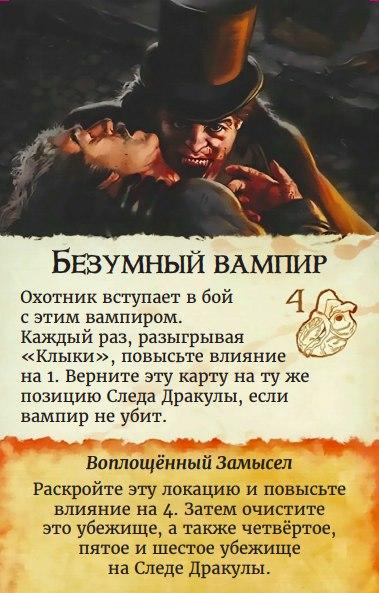 Безумный вампир
Охотник вступает в бой
с этим вампиром.
4
Каждый раз, разыгрывая
«Клыки», повысьте влияние
на 1. Верните эту карту на ту же
позицию Следа Дракулы, если
вампир не убит.
Воплощённый Замысел
Раскройте эту локацию и повысьте
влияние на 4. Затем очистите
это убежище, а также четвёртое,
пятое и шестое убежище
на Следе Дракулы.